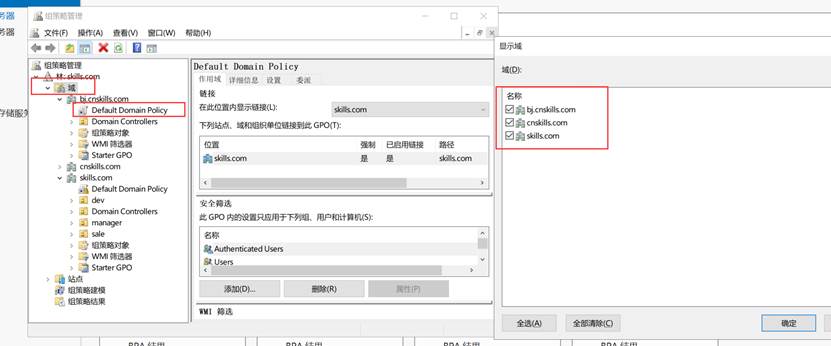 务器
务器
存储服务
组策略管理
文件(F) 操作(A) 查看(V) 窗口(W) 帮助(H)
组策略管理
林: skills.com
域
bj.cnskills.com
Default Domain Policy
Domain Controllers
组策略对象
WMI 筛选器
Starter GPO
cnskills.com
skills.com
Default Domain Policy
dev
Domain Controllers
manager
sale
组策略对象
WMI 筛选器
Starter GPO
站点
组策略建模
组策略结果
Default Domain Policy
作用域 详细信息 设置 委派
链接
在此位置内显示链接(L): skills.com
下列站点、域和组织单位链接到此 GPO(T):
位置 强制 已启用链接 路径
skills.com 是 是 skills.com
安全筛选
此 GPO 内的设置只应用于下列组、用户和计算机(S):
名称
Authenticated Users
Users
添加(D)... 删除(R) 属性(P)
WMI 筛选
显示域
域(D):
名称
bj.cnskills.com
cnskills.com
skills.com
全选(A) 全部清除(C) 确定
BPA 结果 BPA 结果 BPA 结果 BPA 结果